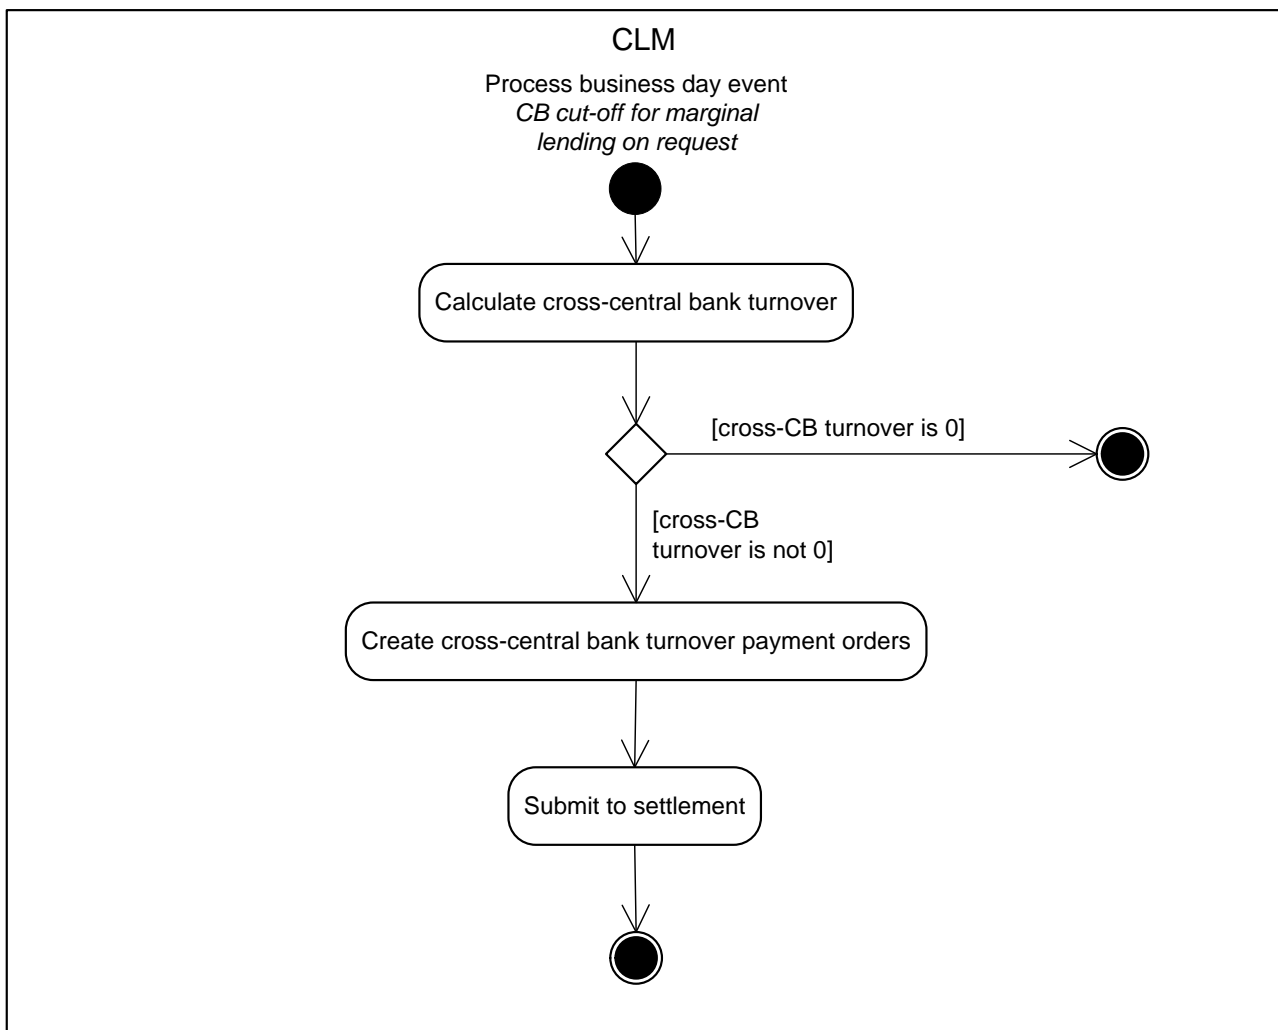 CLM
Process business day event
CB cut-off for marginal
lending on request
Calculate cross-central bank turnover
[cross-CB turnover is 0]
[cross-CB
turnover is not 0]
Create cross-central bank turnover payment orders
Submit to settlement